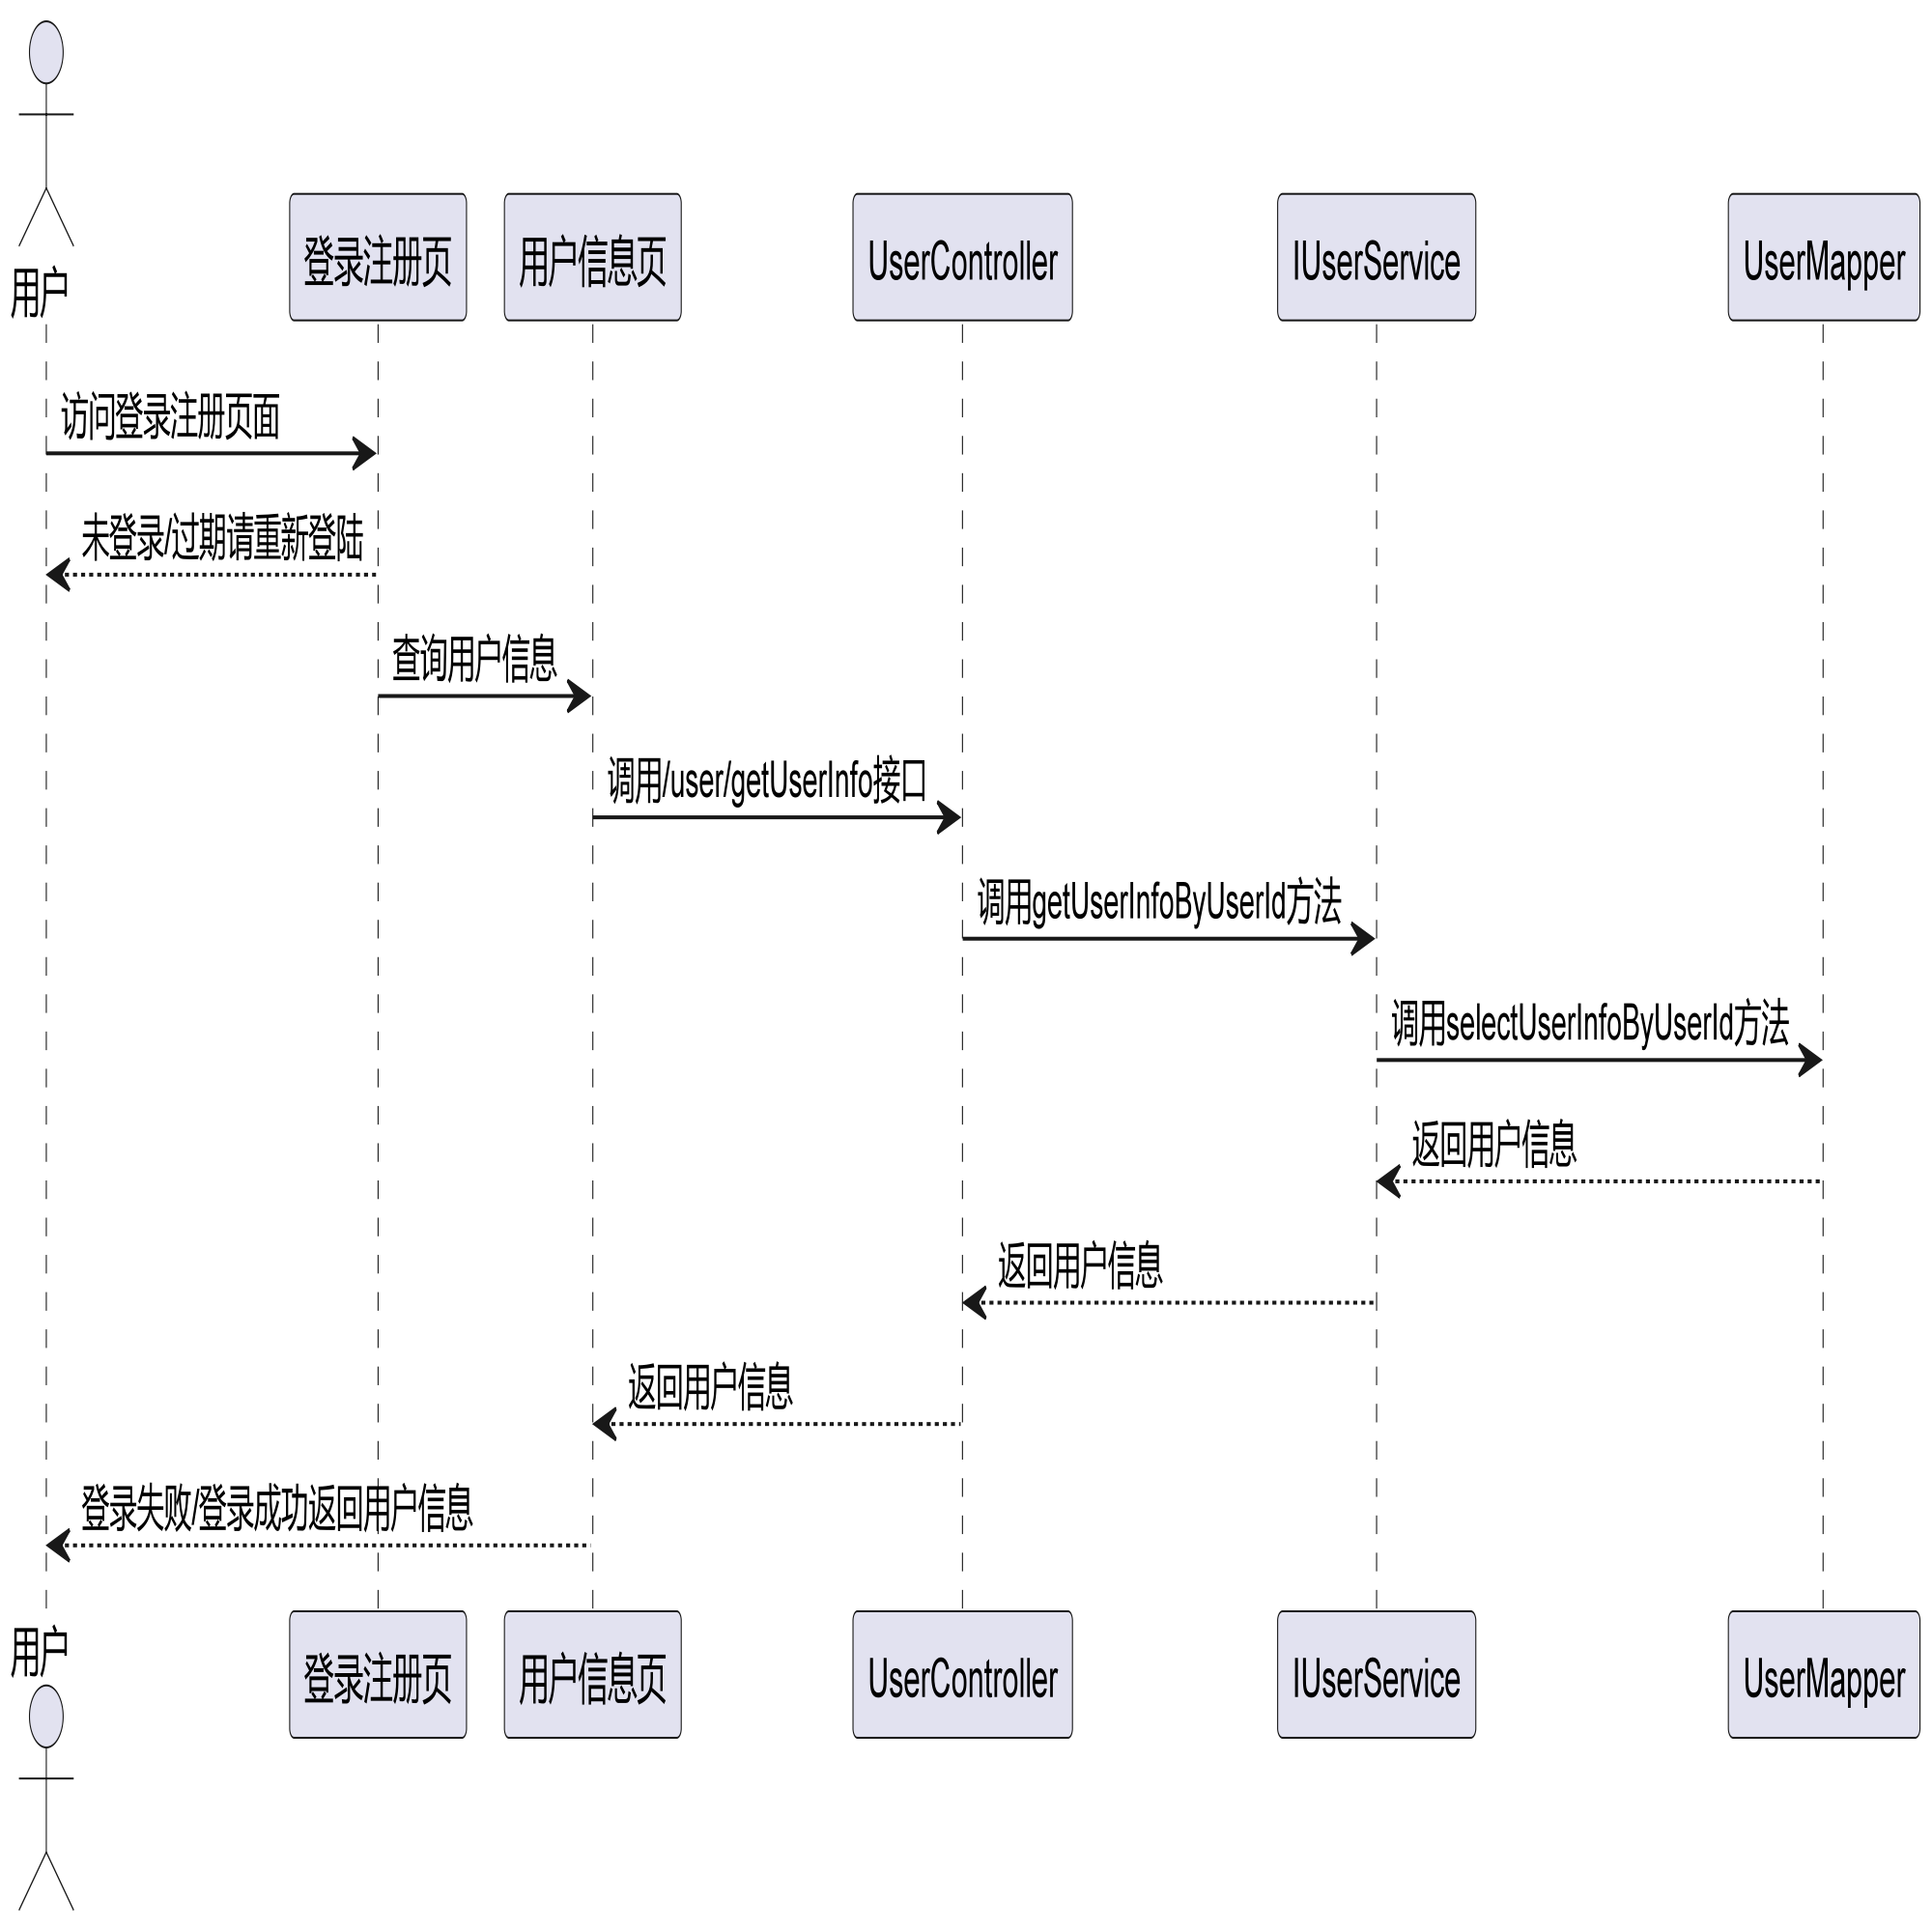 用户
登录注册页
用户信息页
UserController
IUserService
UserMapper
访问登录注册页面
未登录/过期请重新登陆
查询用户信息
调用/user/getUserInfo接口
调用getUserInfoByUserId方法
调用selectUserInfoByUserId方法
返回用户信息
返回用户信息
返回用户信息
登录失败/登录成功返回用户信息
用户
登录注册页
用户信息页
UserController
IUserService
UserMapper